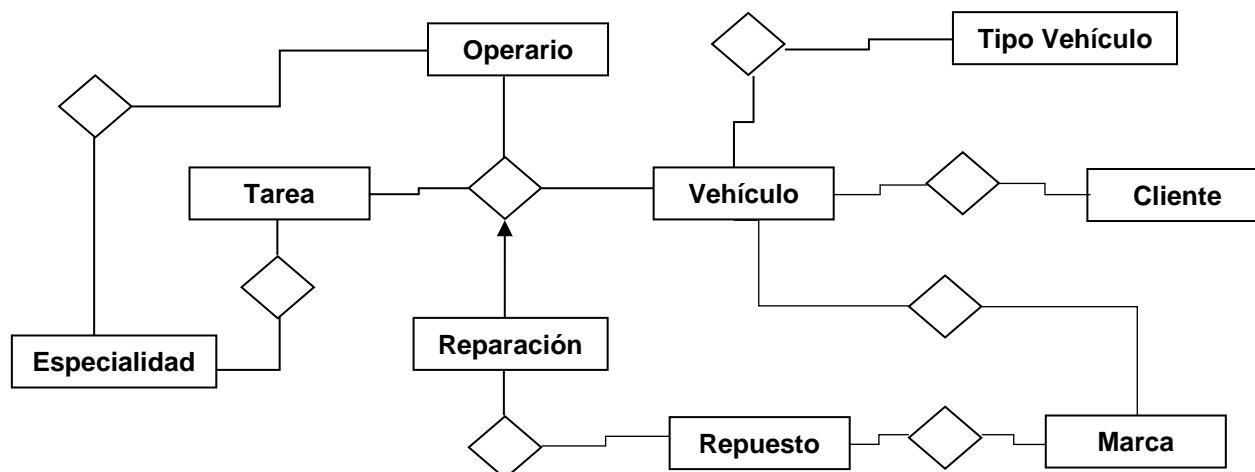 Operario
Tipo Vehículo
Tarea
Vehículo
Cliente
Especialidad
Reparación
Repuesto
Marca